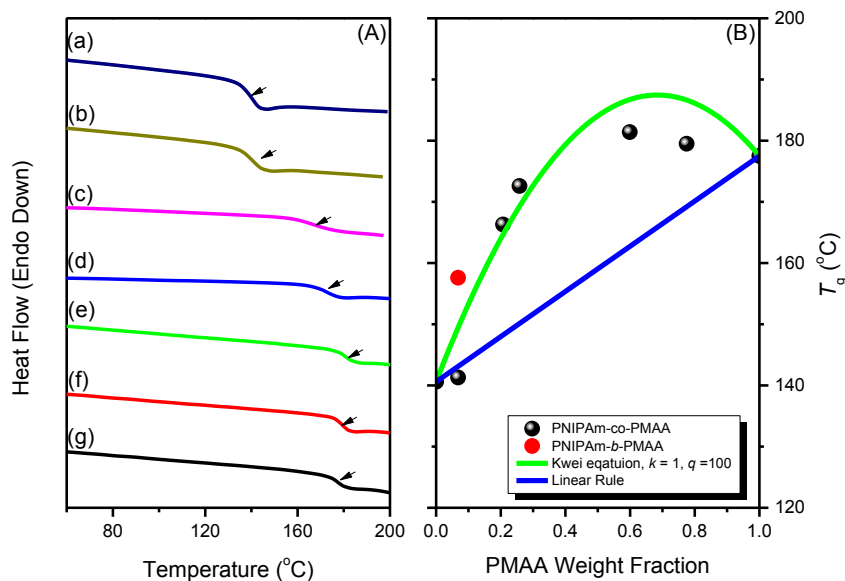 (A)
(a)
(b)
(c)
(d)
(e)
(f)
(g)
Heat Flow (Endo Down)
80
120
160
200
Temperature (°C)
(B)
200
180
160
140
120
Tg (°C)
PNIPAm-co-PMAA
PNIPAm-b-PMAA
Kwei eqatuion, k = 1, q =100
Linear Rule
0.0
0.2
0.4
0.6
0.8
1.0
PMAA Weight Fraction